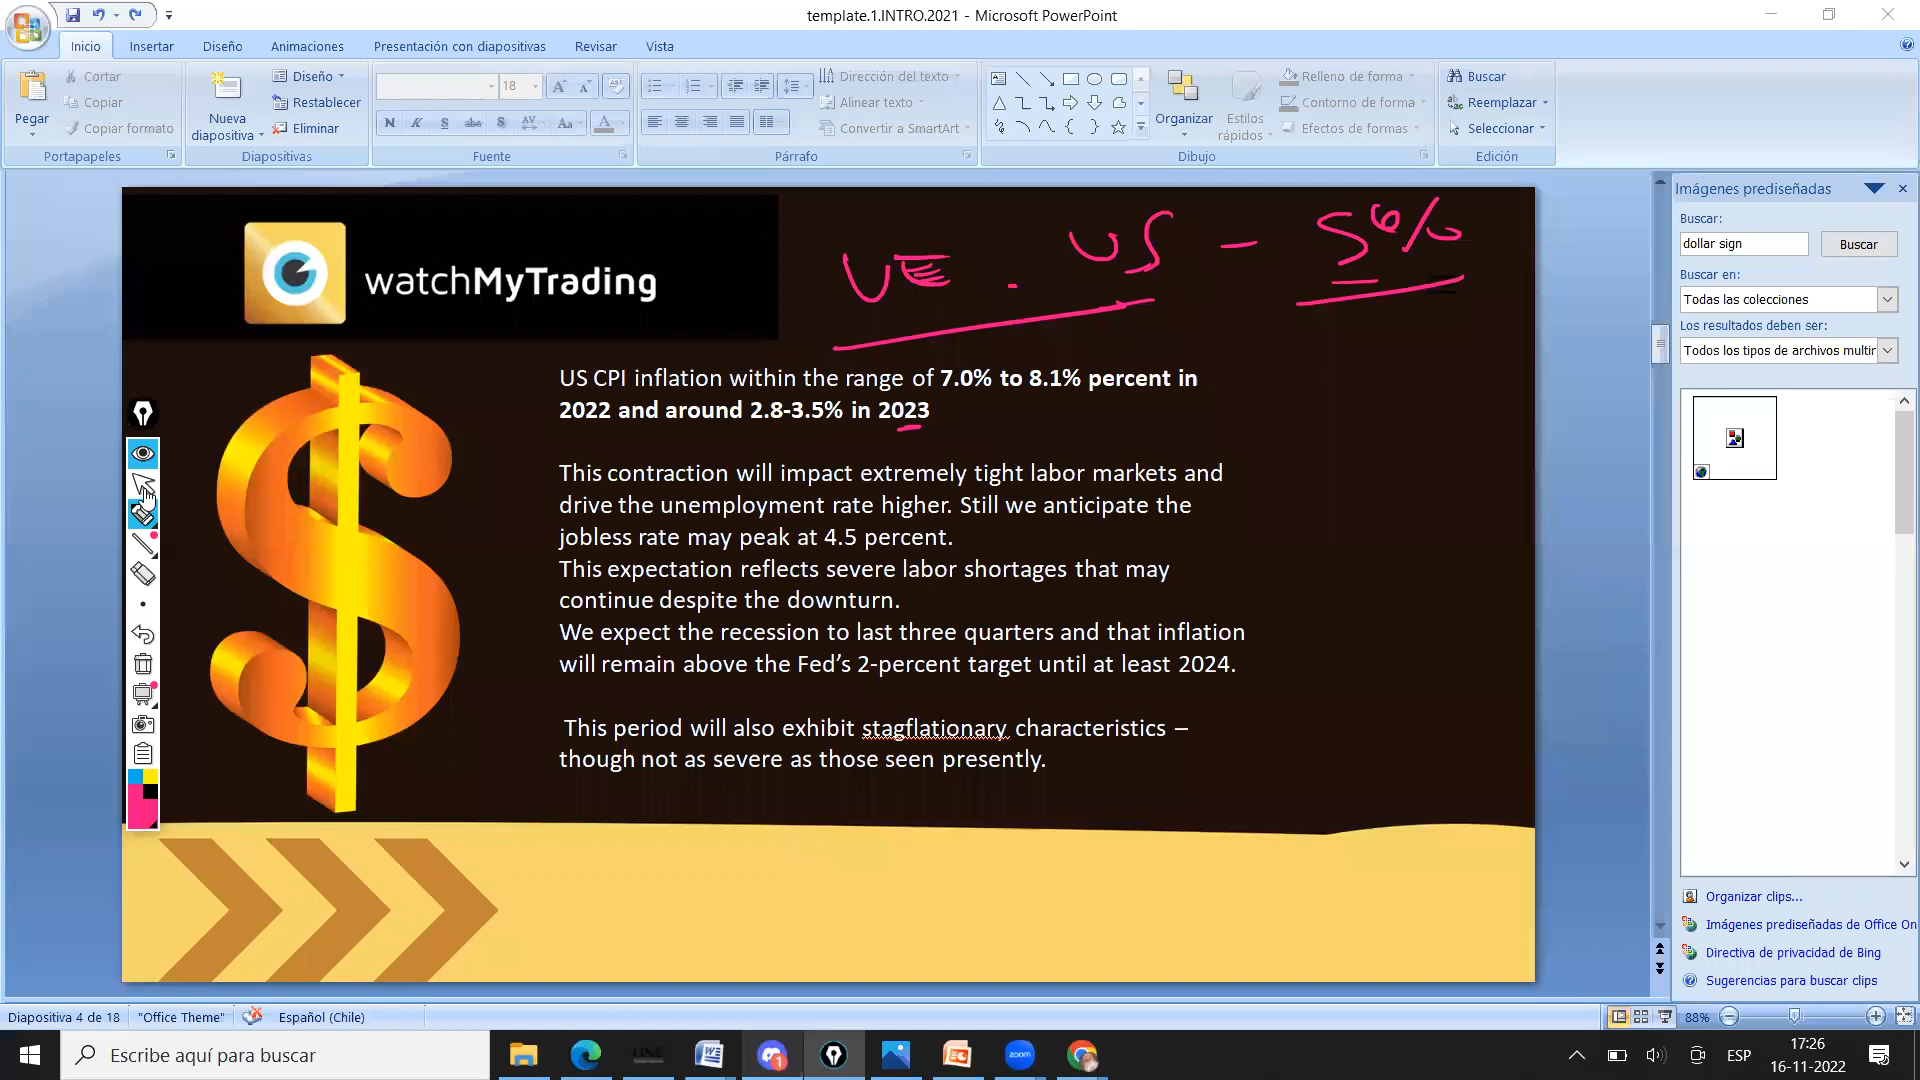 template.1.INTRO.2021 - Microsoft PowerPoint
Inicio Insertar Diseño Animaciones Presentación con diapositivas Revisar Vista
Pegar
Cortar
Copiar
Copiar formato
Portapapeles
Nueva diapositiva
Diseño
Restablecer
Eliminar
Diapositivas
18
N K S abc S AV Aa A
Fuente
Dirección del texto
Alinear texto
Convertir a SmartArt
Párrafo
Organizar
Estilos rápidos
Relleno de forma
Contorno de forma
Efectos de formas
Dibujo
Buscar
Reemplazar
Seleccionar
Edición
watchMyTrading
UE . US - 5%
US CPI inflation within the range of 7.0% to 8.1% percent in
2022 and around 2.8-3.5% in 2023
This contraction will impact extremely tight labor markets and
drive the unemployment rate higher. Still we anticipate the
jobless rate may peak at 4.5 percent.
This expectation reflects severe labor shortages that may
continue despite the downturn.
We expect the recession to last three quarters and that inflation
will remain above the Fed’s 2-percent target until at least 2024.
This period will also exhibit stagflationary characteristics –
though not as severe as those seen presently.
Imágenes prediseñadas
Buscar:
dollar sign
Buscar
Buscar en:
Todas las colecciones
Los resultados deben ser:
Todos los tipos de archivos multir
Organizar clips...
Imágenes prediseñadas de Office On
Directiva de privacidad de Bing
Sugerencias para buscar clips
Diapositiva 4 de 18 "Office Theme" Español (Chile) 88%
Escribe aquí para buscar
LINE
zoom
ESP
17:26
16-11-2022